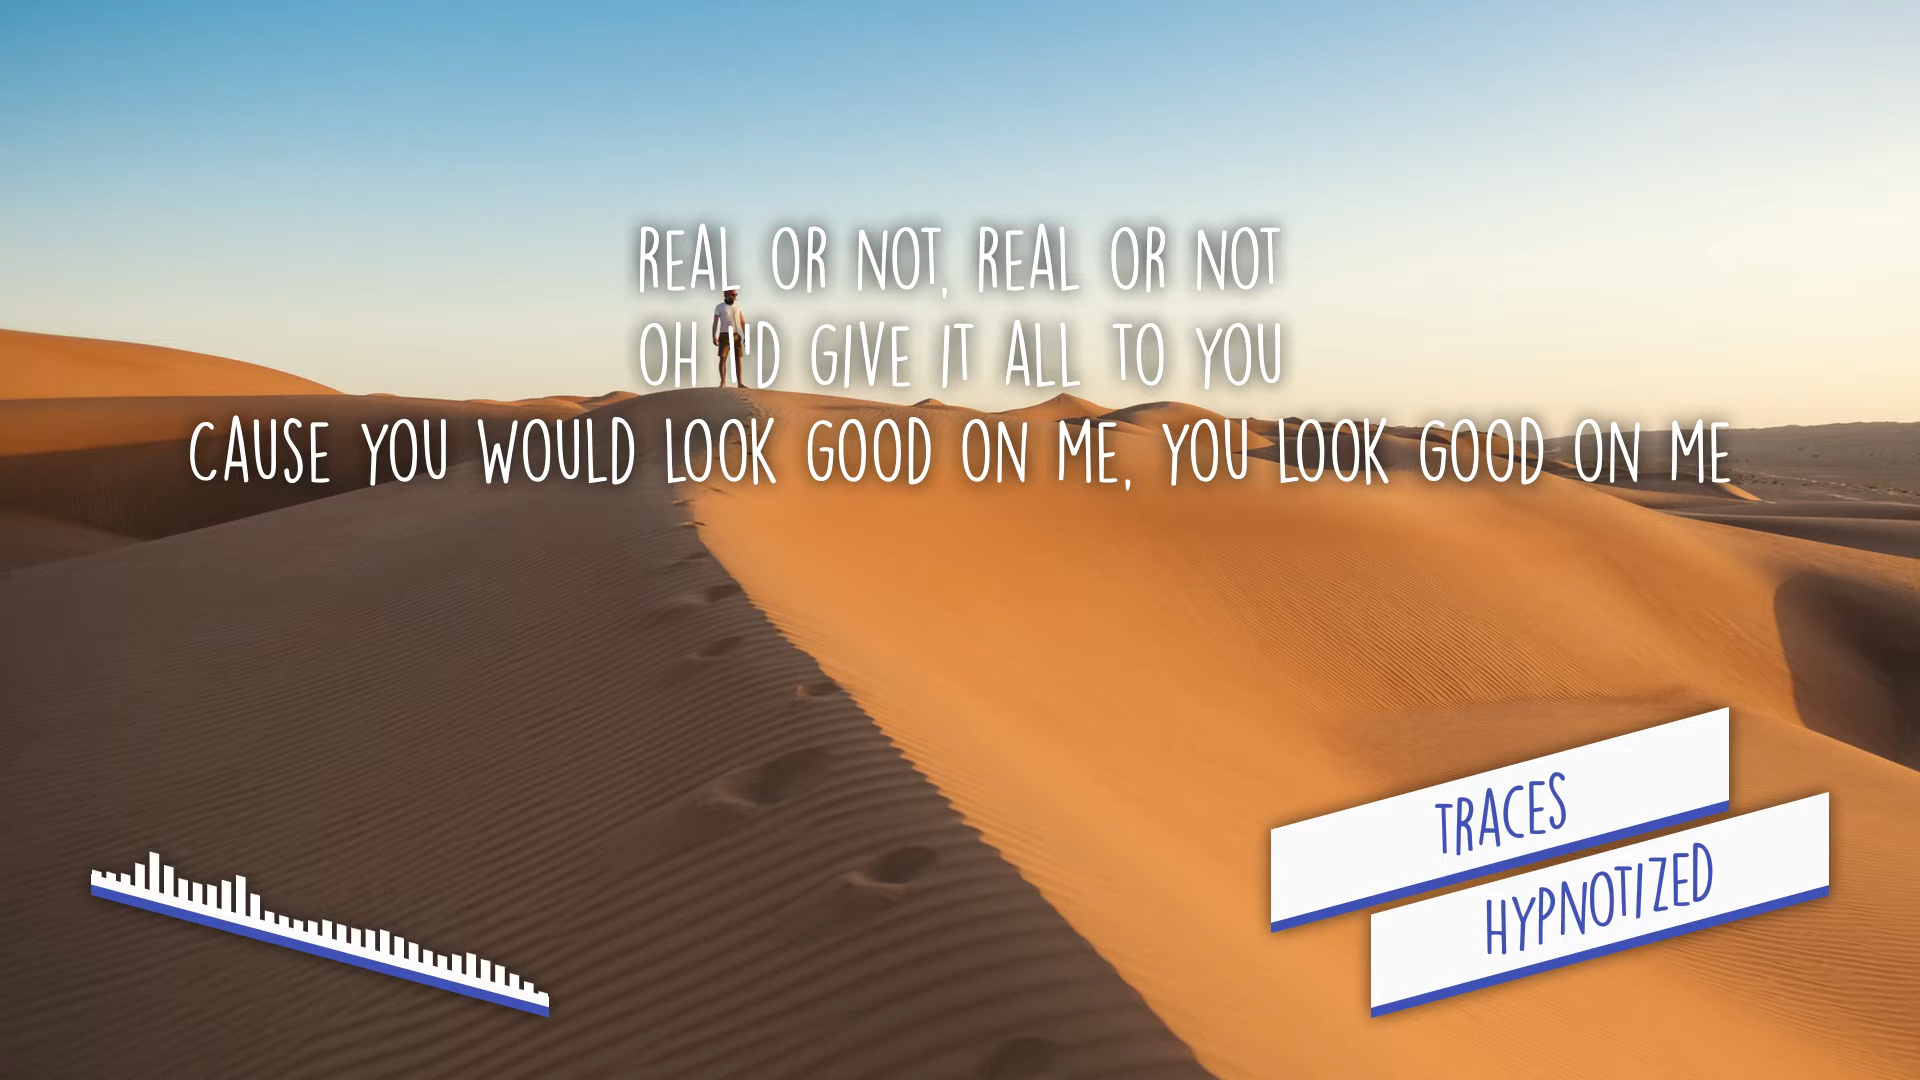 REAL OR NOT, REAL OR NOT
OH I'D GIVE IT ALL TO YOU
CAUSE YOU WOULD LOOK GOOD ON ME, YOU LOOK GOOD ON ME
TRACES
HYPNOTIZED